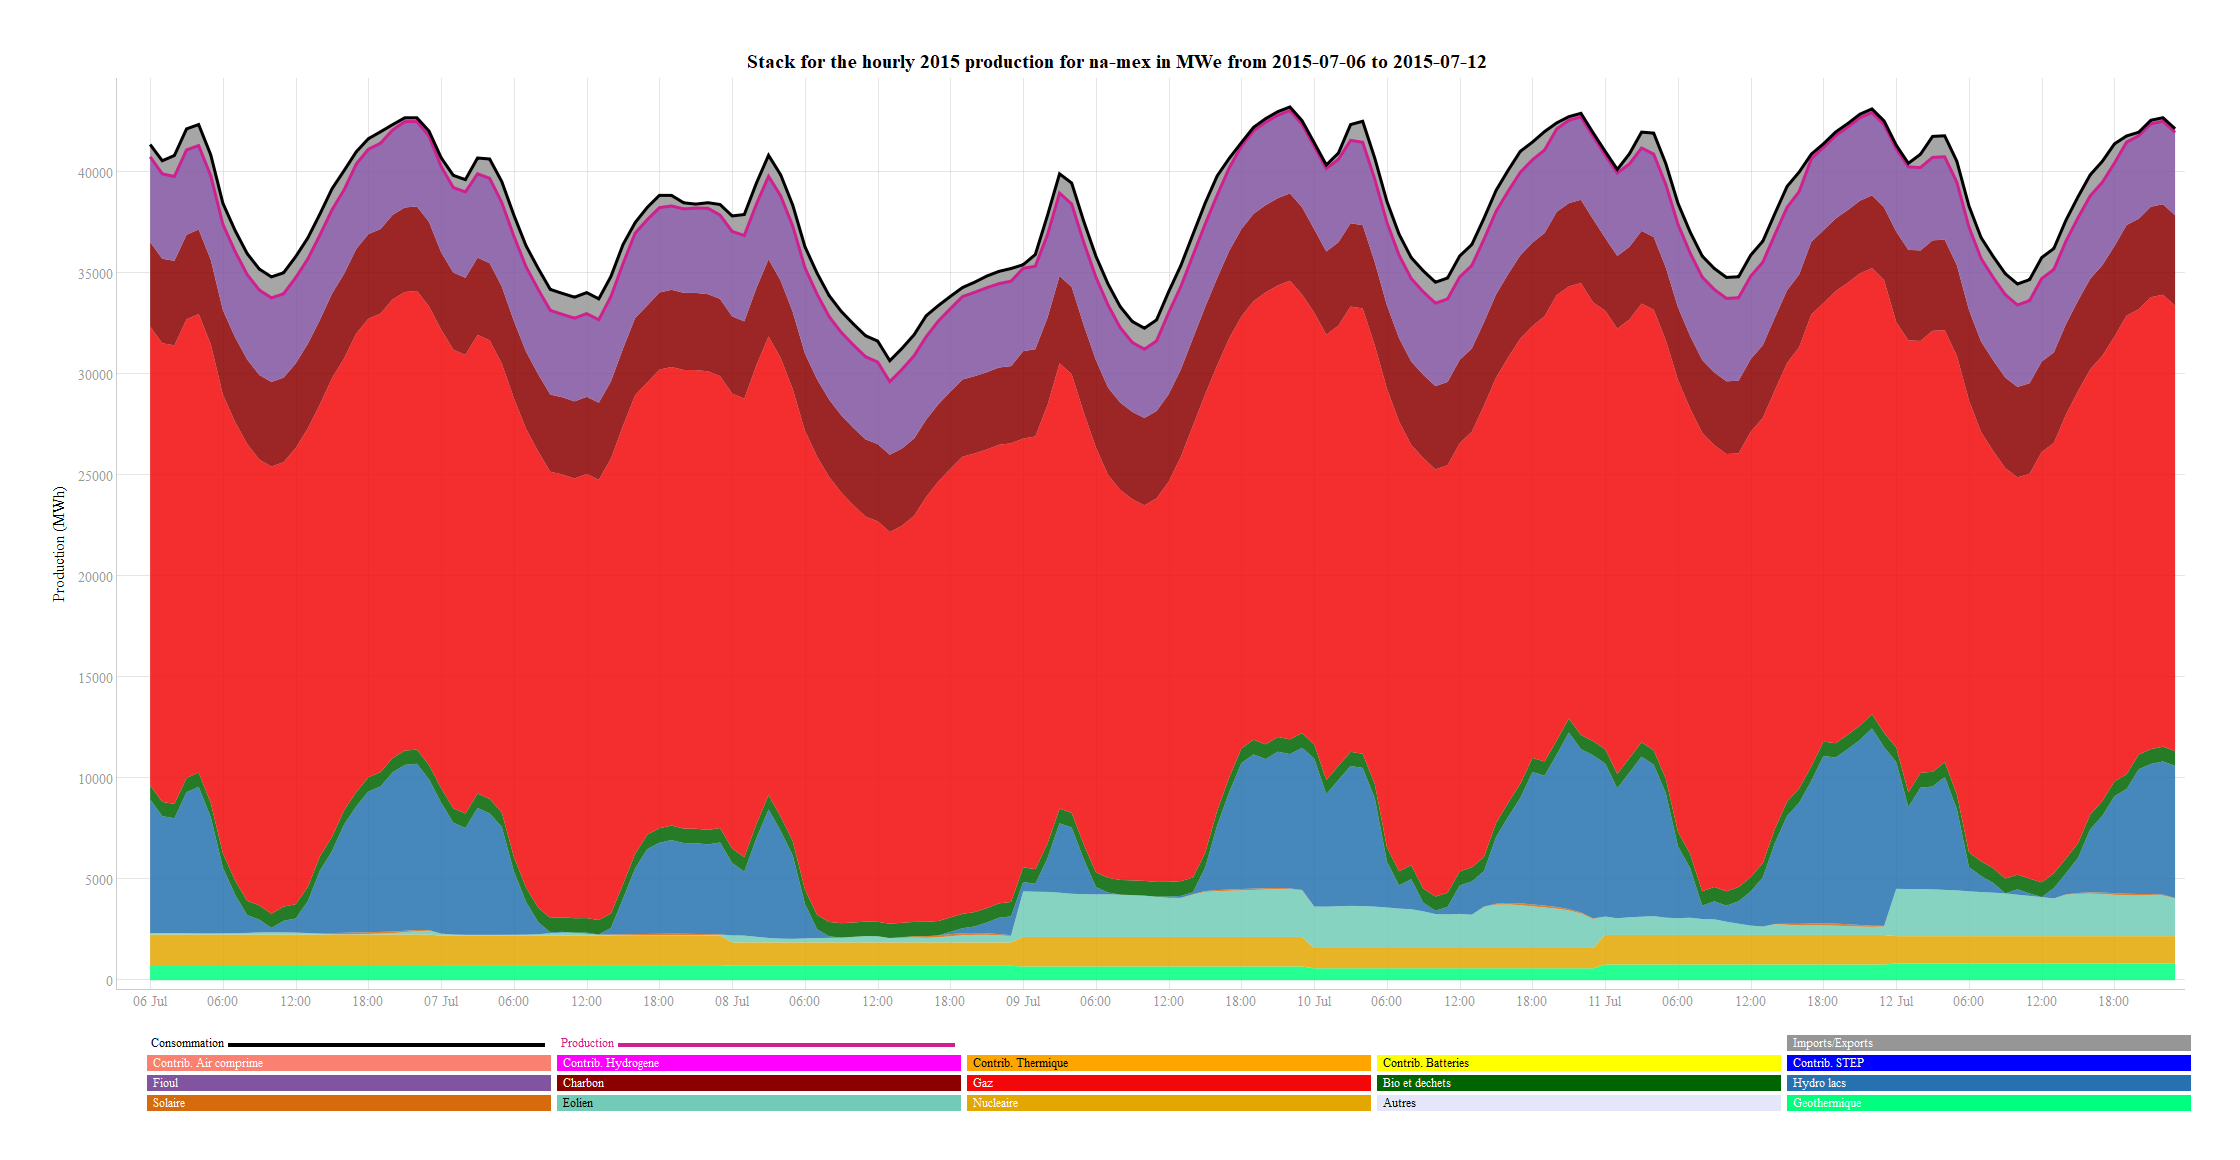 Stack for the hourly 2015 production for na-mex in MWe from 2015-07-06 to 2015-07-12
Production (MWh)
40000
35000
30000
25000
20000
15000
10000
5000
0
06 Jul 06:00 12:00 18:00 07 Jul 06:00 12:00 18:00 08 Jul 06:00 12:00 18:00 09 Jul 06:00 12:00 18:00 10 Jul 06:00 12:00 18:00 11 Jul 06:00 12:00 18:00 12 Jul 06:00 12:00 18:00
Consommation Production Imports/Exports
Contrib. Air comprime Contrib. Hydrogene Contrib. Thermique Contrib. Batteries Contrib. STEP
Fioul Charbon Gaz Bio et dechets Hydro lacs
Solaire Eolien Nucleaire Autres Geothermique